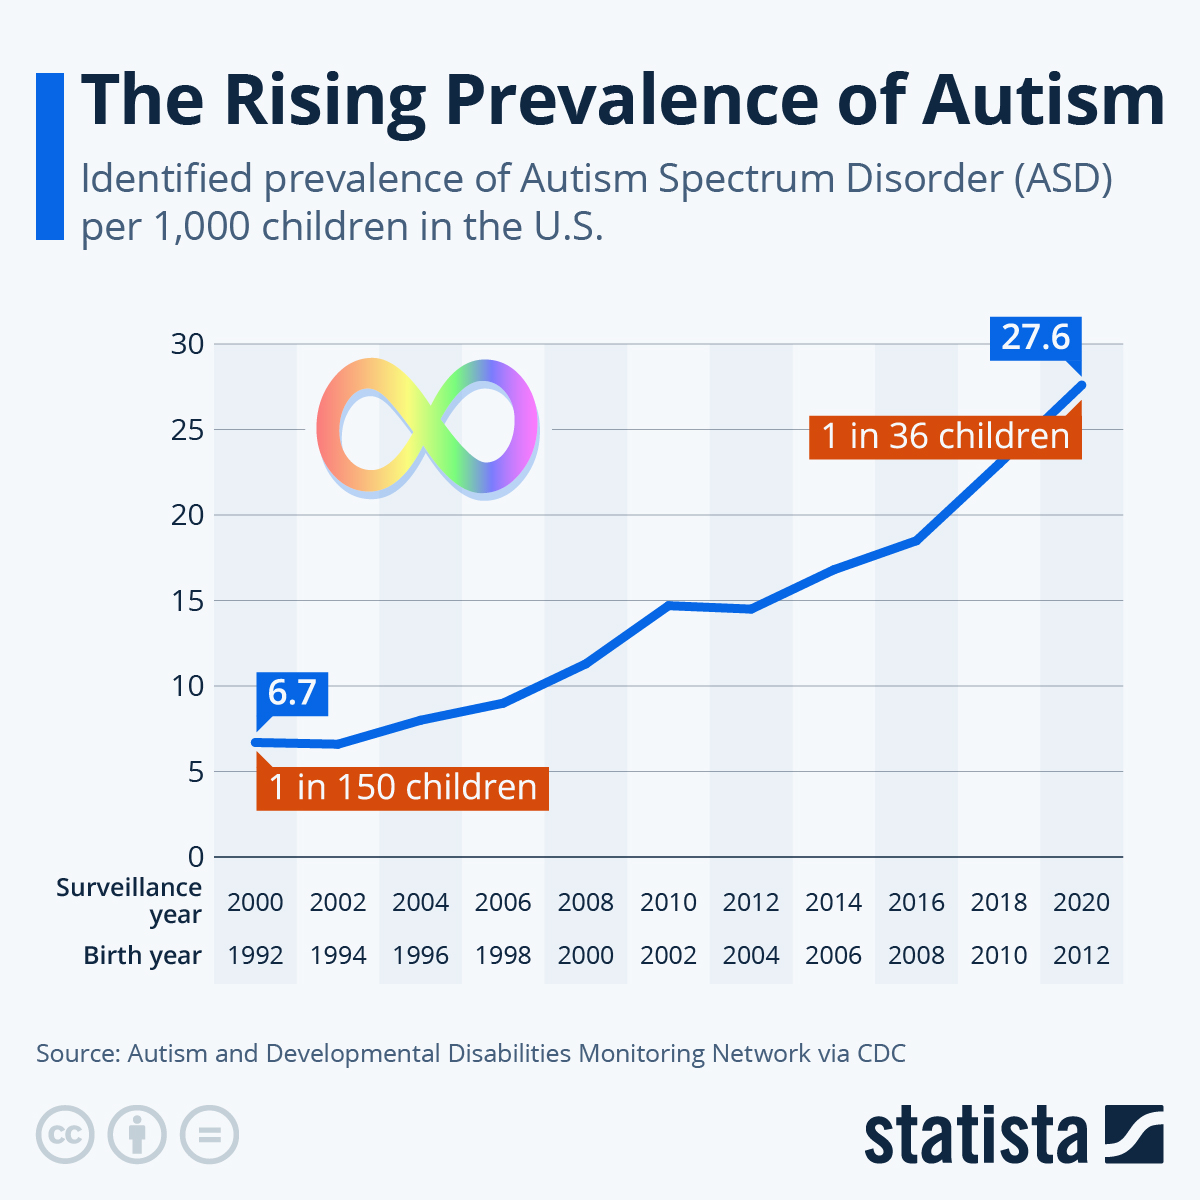 The Rising Prevalence of Autism
Identified prevalence of Autism Spectrum Disorder (ASD)
per 1,000 children in the U.S.
30
27.6
25
1 in 36 children
20
15
10
6.7
5
1 in 150 children
0
Surveillance
year
2000 2002 2004 2006 2008 2010 2012 2014 2016 2018 2020
Birth year 1992 1994 1996 1998 2000 2002 2004 2006 2008 2010 2012
Source: Autism and Developmental Disabilities Monitoring Network via CDC
cc
statista